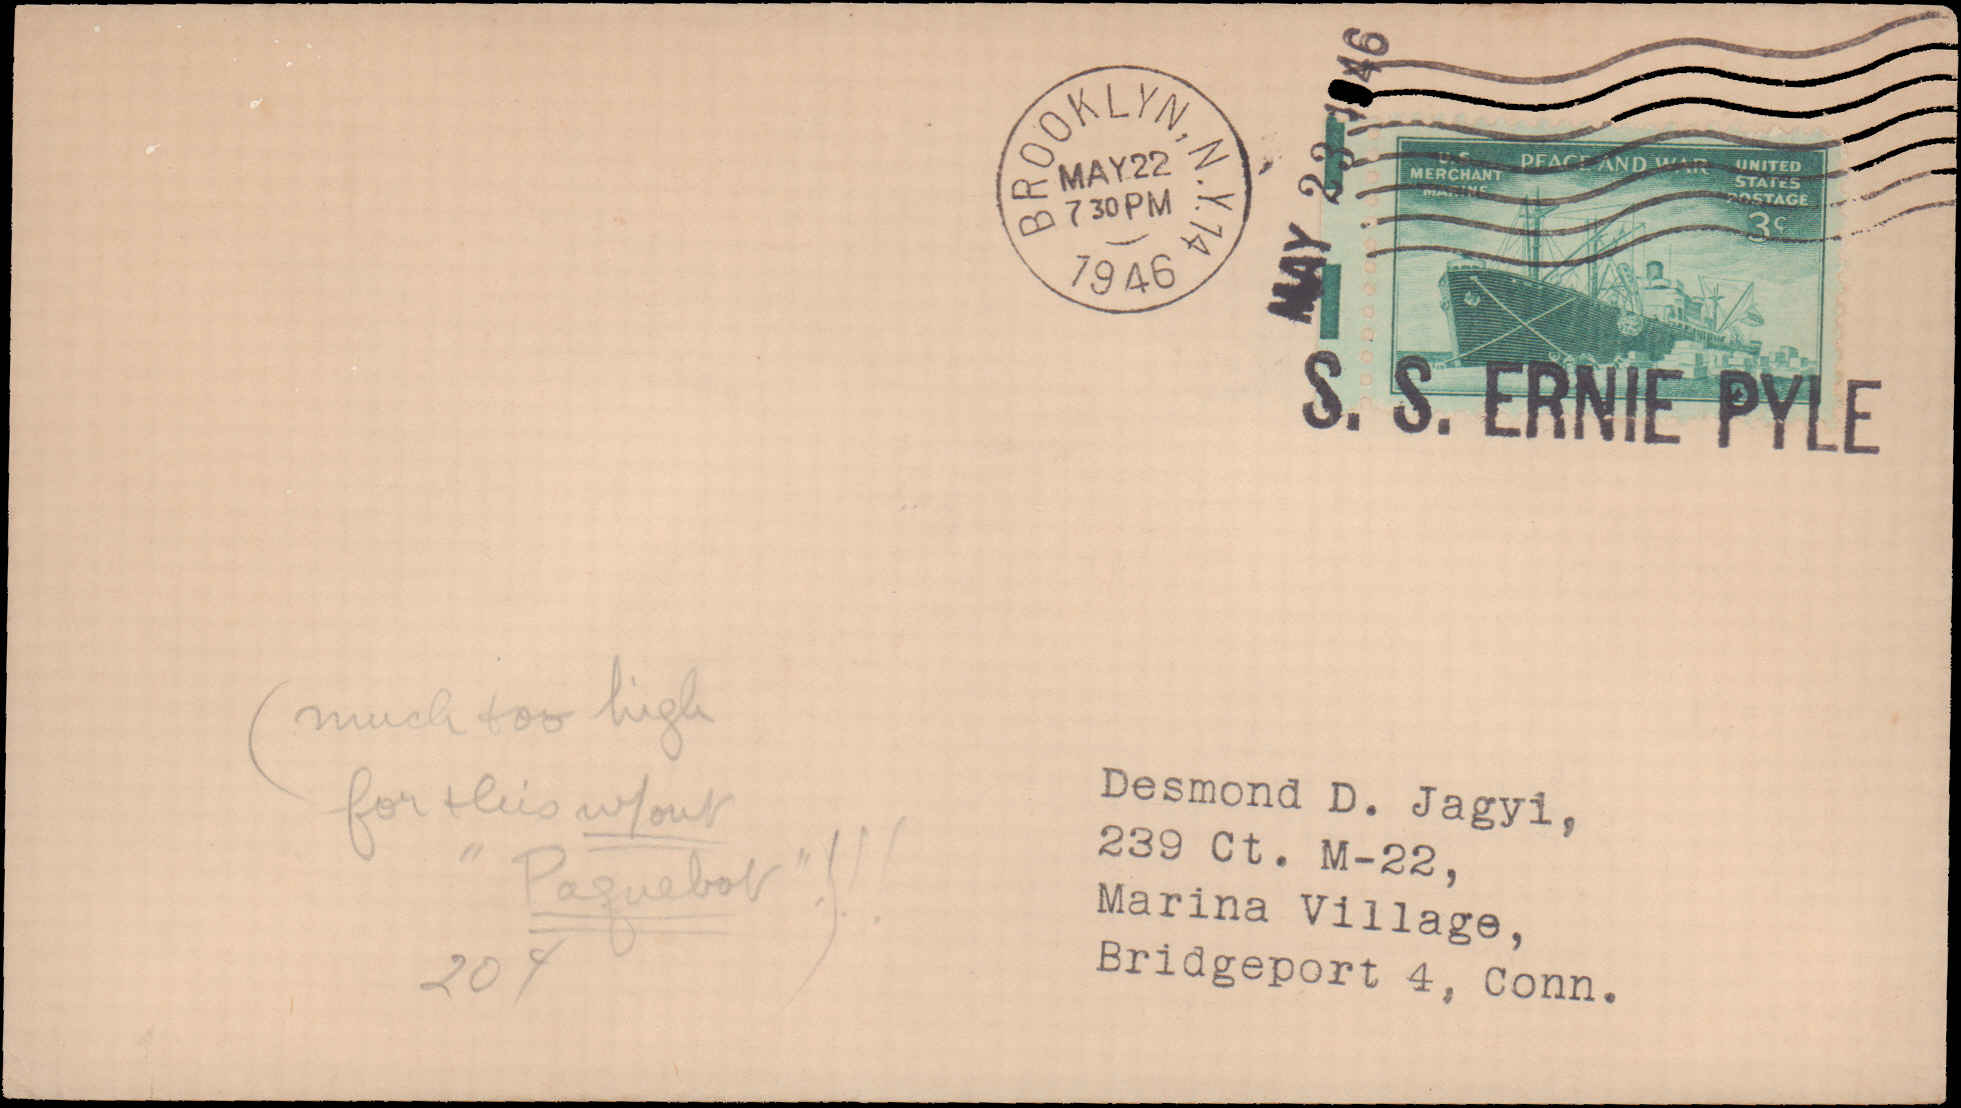 BROOKLYN, N.Y. 14
MAY 22
7 30 PM
1946
MAY 23 1946
U.S.
MERCHANT
MARINE
PEACE AND WAR
UNITED
STATES
POSTAGE
3¢
S. S. ERNIE PYLE
(much too high
for this w/out
"Paquebot"!!!)
20¢
Desmond D. Jagyi,
239 Ct. M-22,
Marina Village,
Bridgeport 4, Conn.